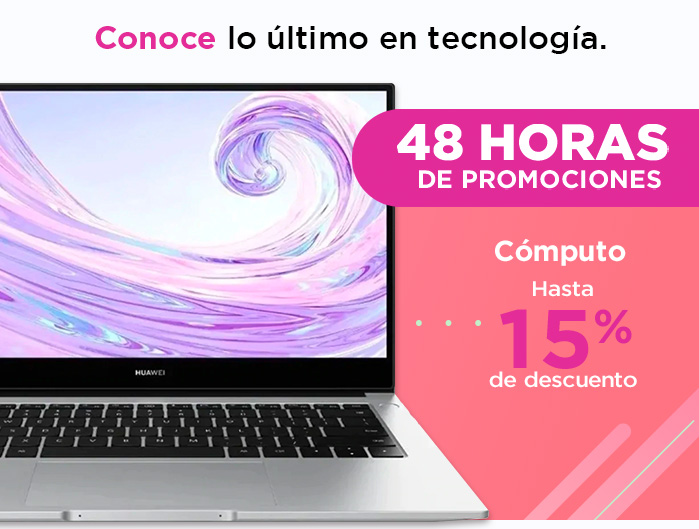 Conoce lo último en tecnología.
48 HORAS
DE PROMOCIONES
Cómputo
Hasta
15%
de descuento
HUAWEI